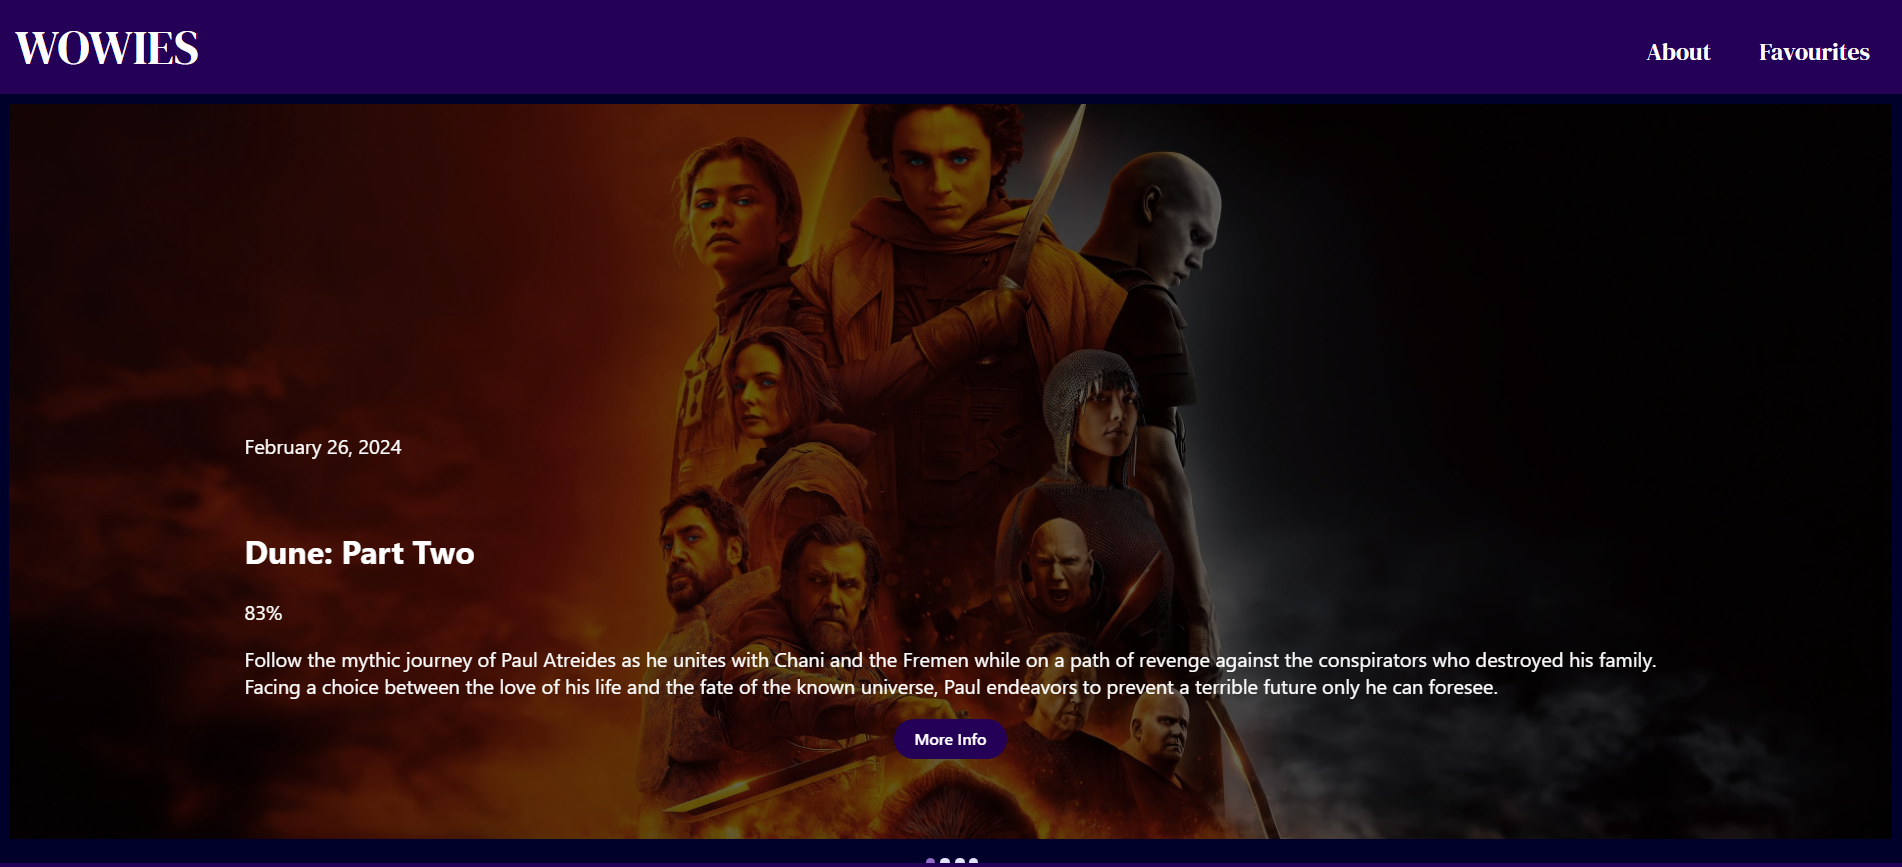 WOWIES
About
Favourites
February 26, 2024
Dune: Part Two
83%
Follow the mythic journey of Paul Atreides as he unites with Chani and the Fremen while on a path of revenge against the conspirators who destroyed his family.
Facing a choice between the love of his life and the fate of the known universe, Paul endeavors to prevent a terrible future only he can foresee.
More Info